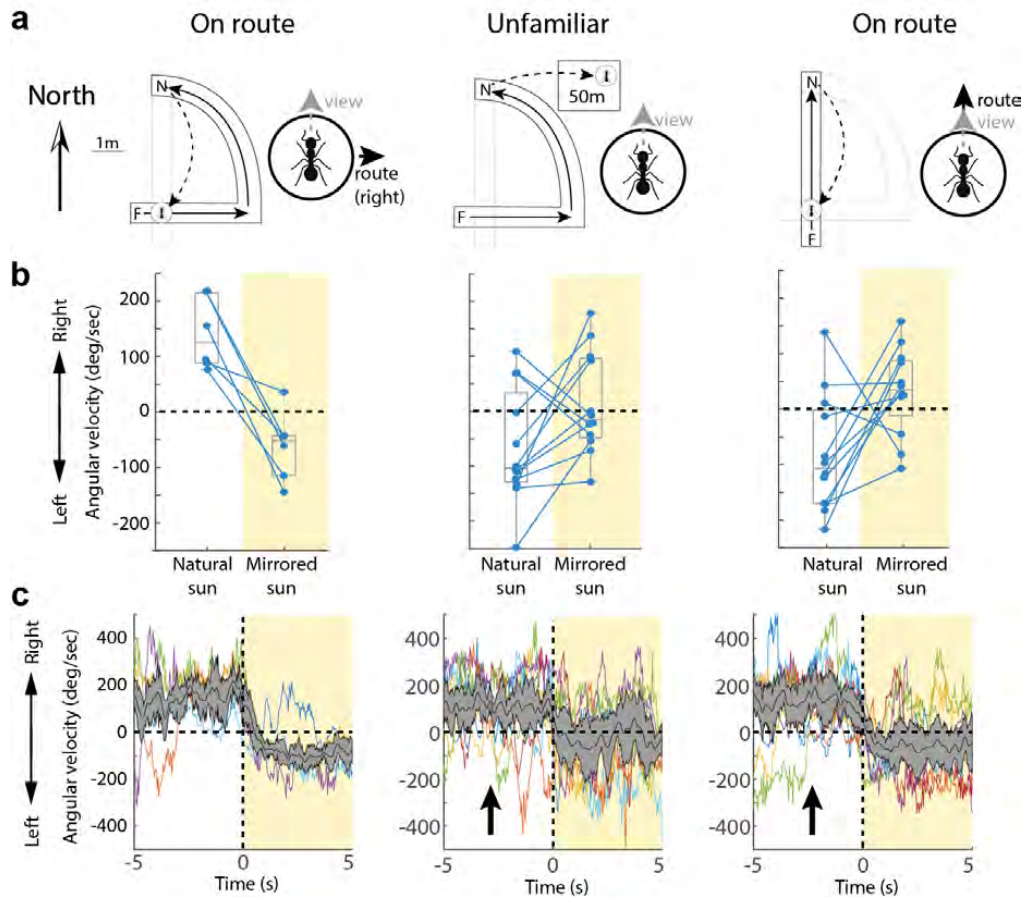 a
On route
Unfamiliar
On route
North
1m
N
F
view
route
(right)
N
50m
F
view
N
F
route
view
b
Right
Left
Angular velocity (deg/sec)
200
100
0
-100
-200
Natural sun
Mirrored sun
Natural sun
Mirrored sun
Natural sun
Mirrored sun
c
Right
Left
Angular velocity (deg/sec)
400
200
0
-200
-400
-5
0
5
Time (s)
400
200
0
-200
-400
-5
0
5
Time (s)
400
200
0
-200
-400
-5
0
5
Time (s)